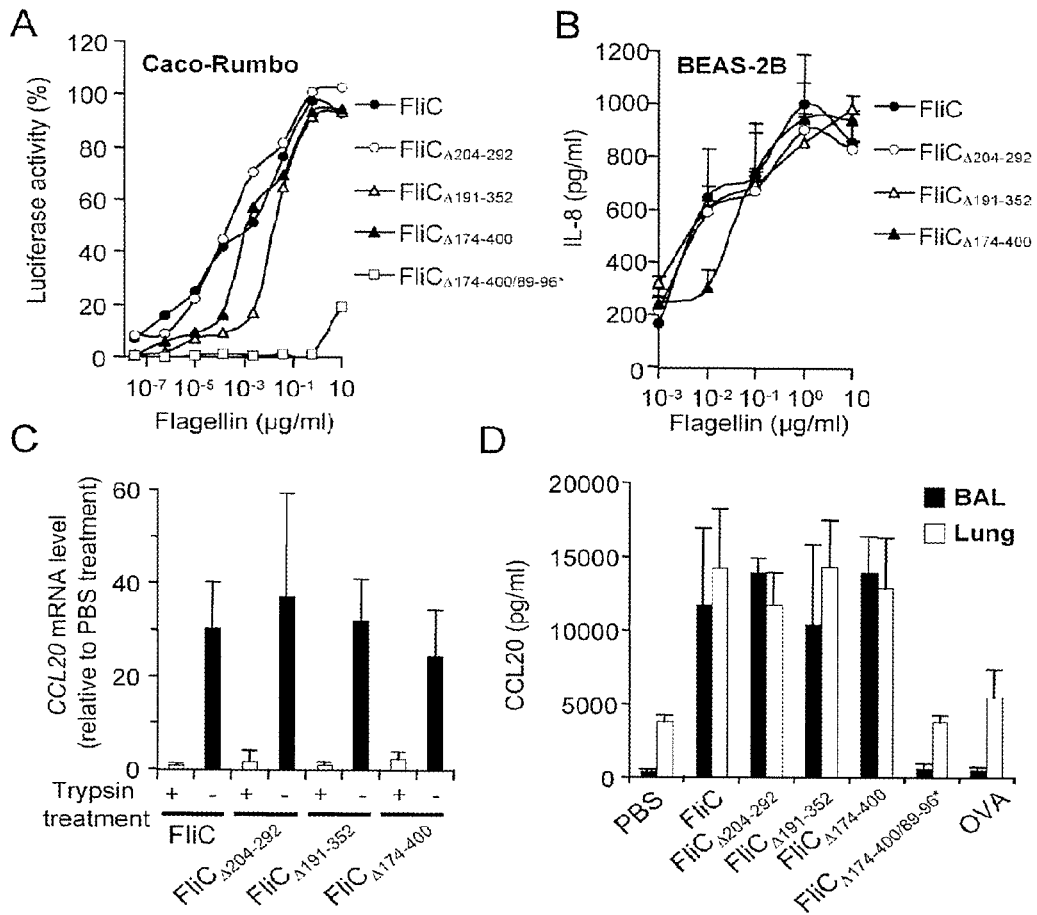 A
Caco-Rumbo
Luciferase activity (%)
120
100
80
60
40
20
0
10-7 10-5 10-3 10-1 10
Flagellin (µg/ml)
FliC
FliCΔ204-292
FliCΔ191-352
FliCΔ174-400
FliCΔ174-400/89-96*
B
BEAS-2B
IL-8 (pg/ml)
1200
1000
800
600
400
200
0
10-3 10-2 10-1 100 10
Flagellin (µg/ml)
FliC
FliCΔ204-292
FliCΔ191-352
FliCΔ174-400
C
CCL20 mRNA level
(relative to PBS treatment)
60
40
20
0
Trypsin + - + - + - + -
treatment
FliC
FliCΔ204-292
FliCΔ191-352
FliCΔ174-400
D
CCL20 (pg/ml)
20000
15000
10000
5000
0
BAL
Lung
PBS
FliC
FliCΔ204-292
FliCΔ191-352
FliCΔ174-400
FliCΔ174-400/89-96*
OVA